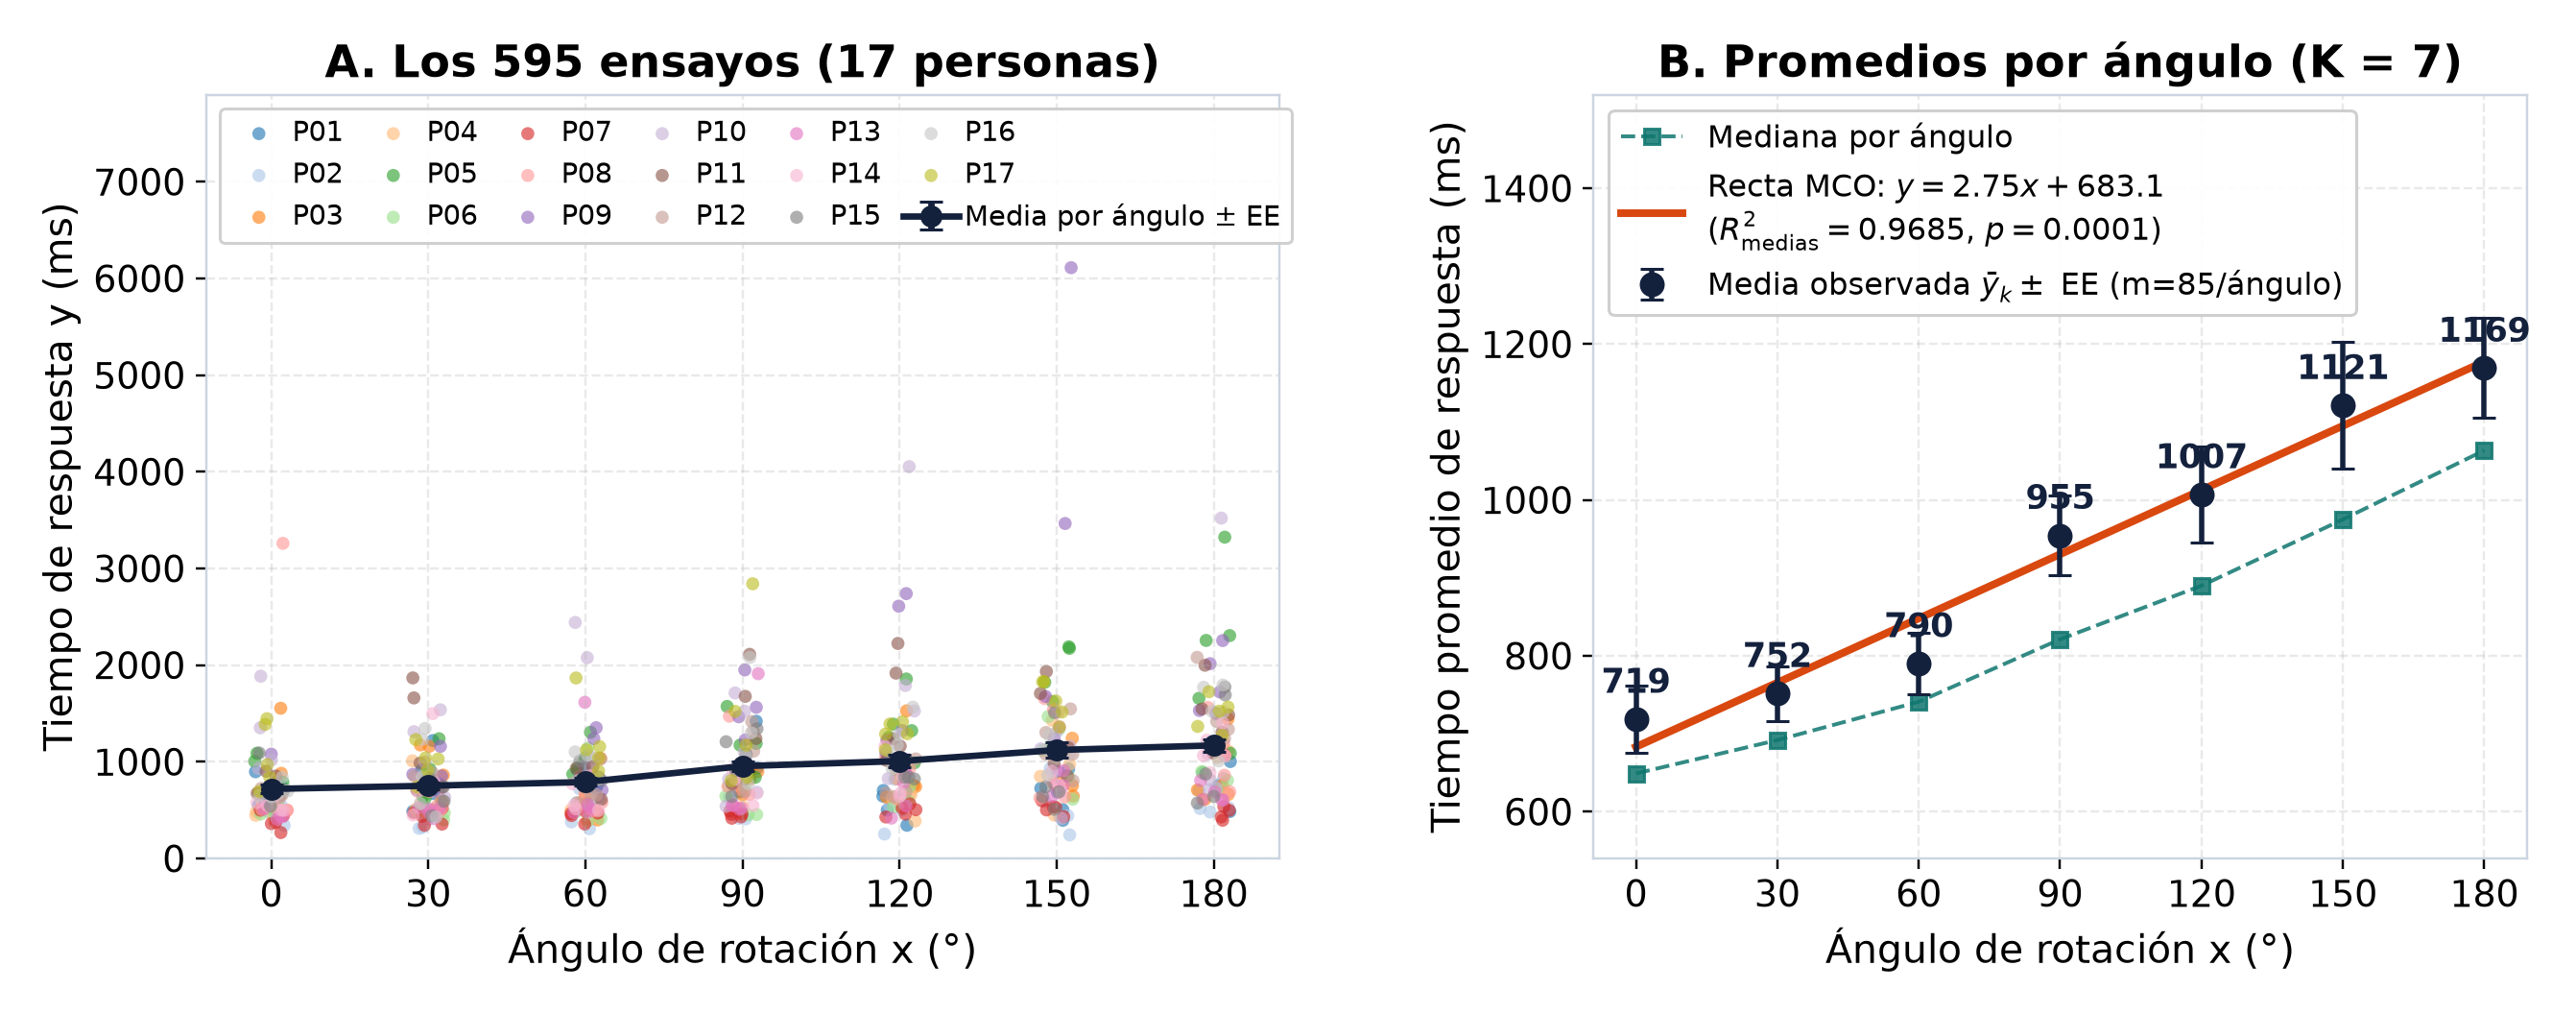 A. Los 595 ensayos (17 personas)
P01 P04 P07 P10 P13 P16
P02 P05 P08 P11 P14 P17
P03 P06 P09 P12 P15 Media por ángulo ± EE
Tiempo de respuesta y (ms)
7000
6000
5000
4000
3000
2000
1000
0
0 30 60 90 120 150 180
Ángulo de rotación x (°)
B. Promedios por ángulo (K = 7)
Mediana por ángulo
Recta MCO: y = 2.75x + 683.1
(R²medias = 0.9685, p = 0.0001)
Media observada ȳk ± EE (m=85/ángulo)
Tiempo promedio de respuesta (ms)
1400
1200
1000
800
600
719
752
790
955
1007
1121
1169
0 30 60 90 120 150 180
Ángulo de rotación x (°)